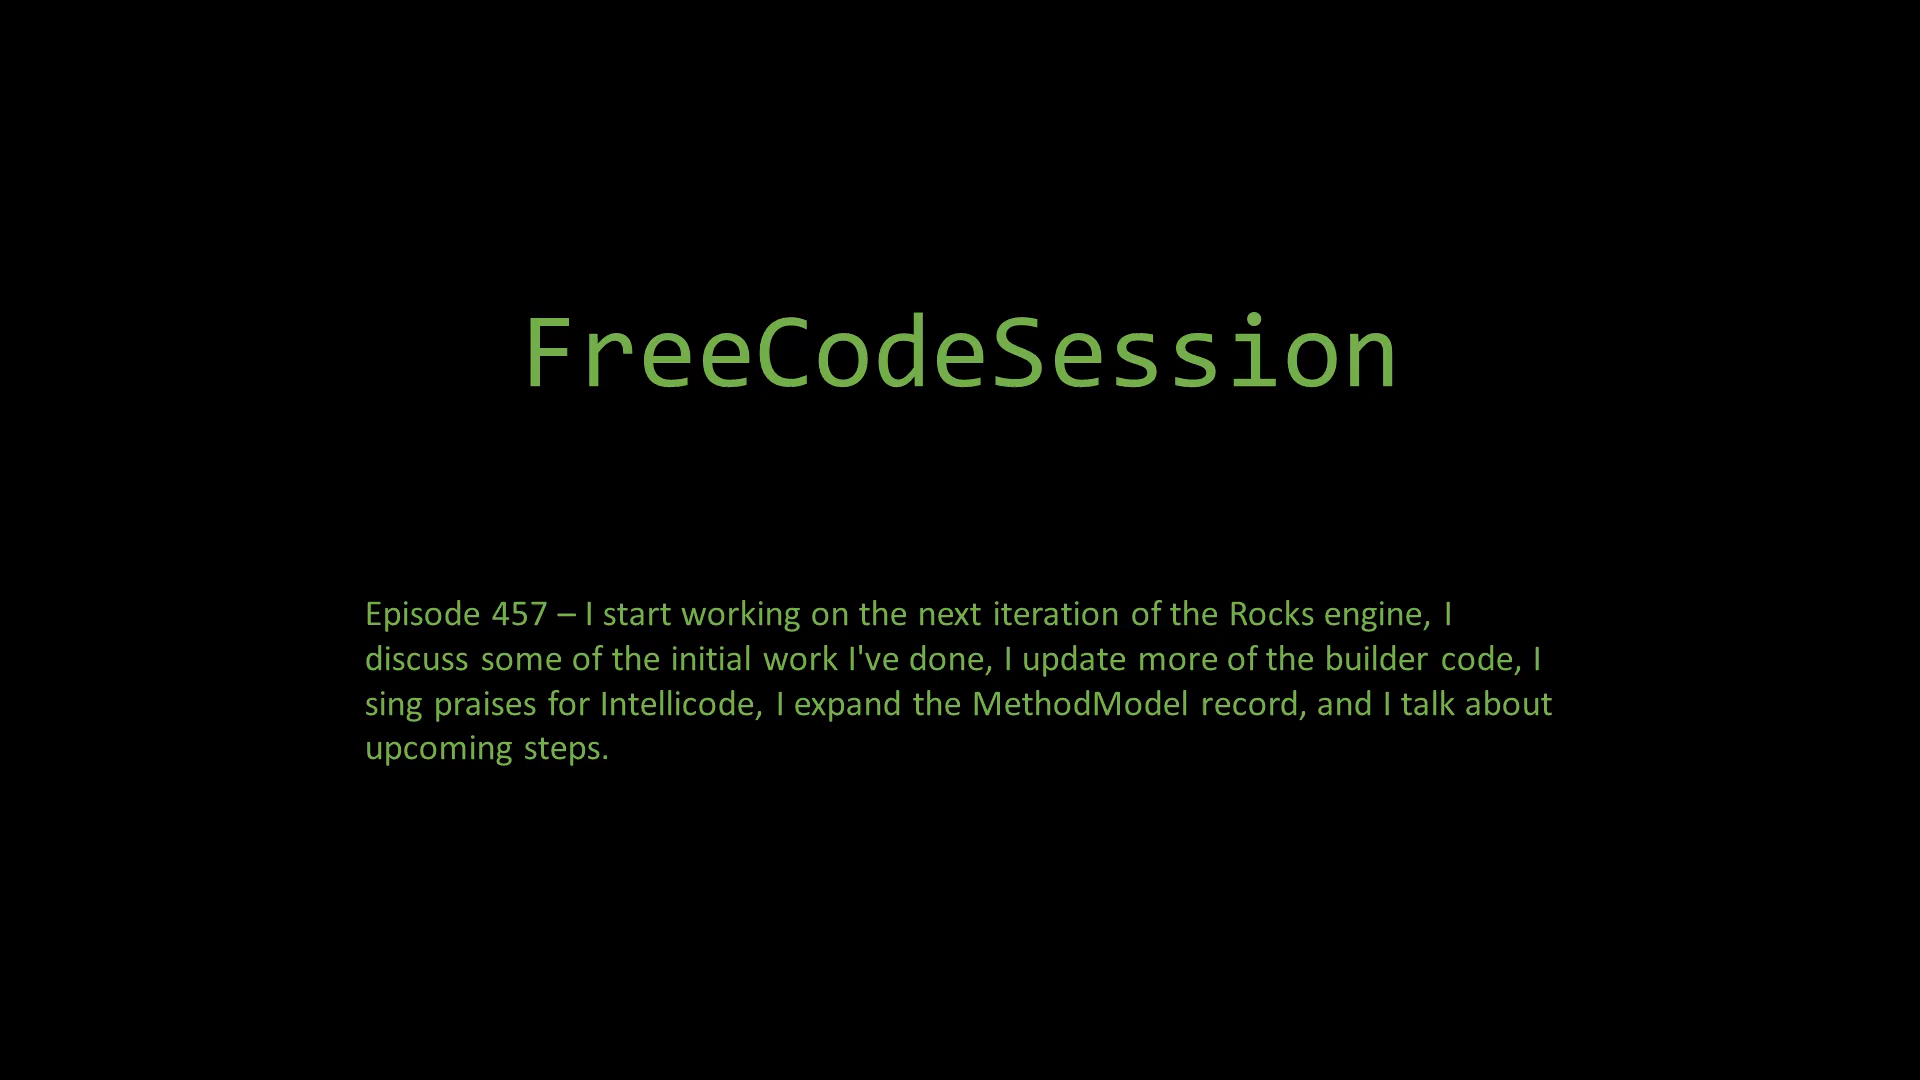 FreeCodeSession
Episode 457 – I start working on the next iteration of the Rocks engine, I
discuss some of the initial work I've done, I update more of the builder code, I
sing praises for Intellicode, I expand the MethodModel record, and I talk about
upcoming steps.